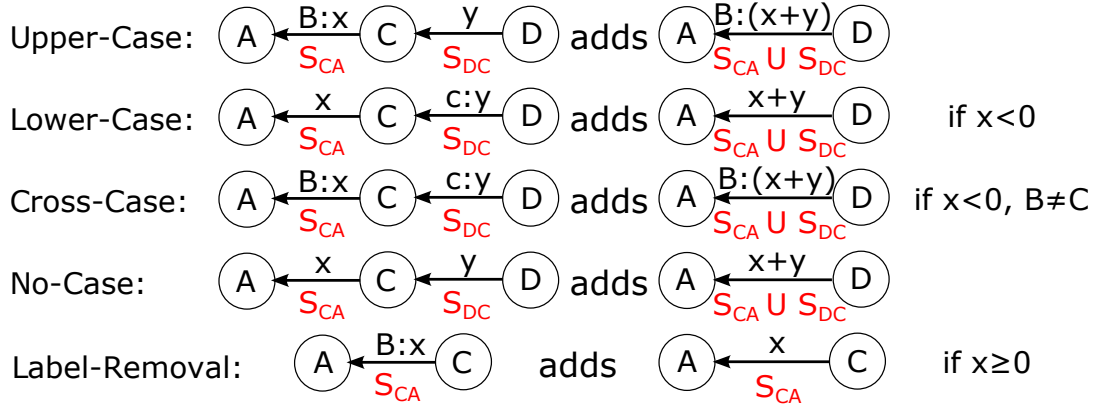 Upper-Case: A B:x S_CA C y S_DC D adds A B:(x+y) S_CA U S_DC D
Lower-Case: A x S_CA C c:y S_DC D adds A x+y S_CA U S_DC D if x<0
Cross-Case: A B:x S_CA C c:y S_DC D adds A B:(x+y) S_CA U S_DC D if x<0, B≠C
No-Case: A x S_CA C y S_DC D adds A x+y S_CA U S_DC D
Label-Removal: A B:x S_CA C adds A x S_CA C if x≥0